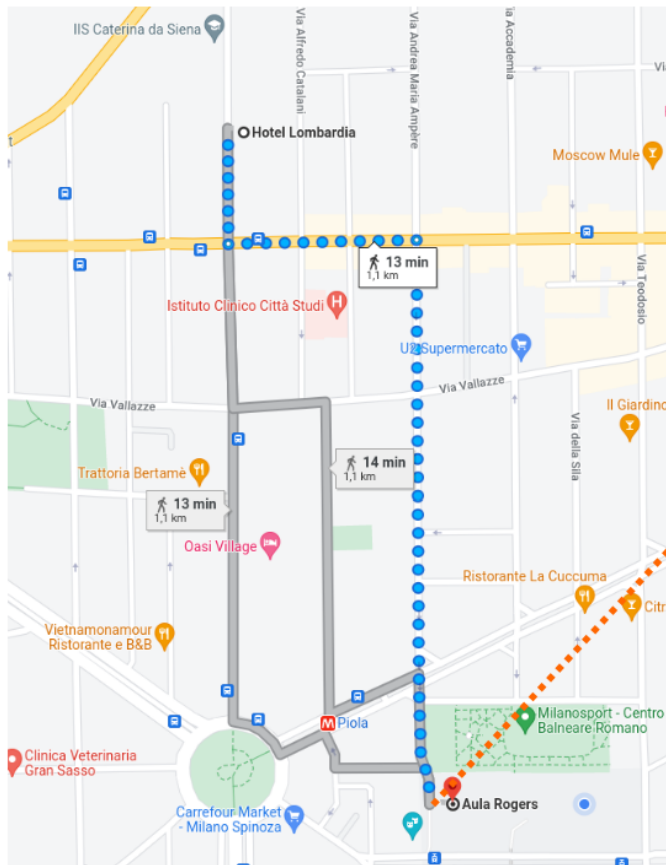 IIS Caterina da Siena
Via Alfredo Catalani
Via Andrea Maria Ampère
Via Accademia
Hotel Lombardia
Moscow Mule
13 min
1,1 km
Istituto Clinico Città Studi
H
Via Teodosio
U2 Supermercato
Via Vallazze
Via Vallazze
Il Giardino
Via della Sila
14 min
1,1 km
Trattoria Bertamè
13 min
1,1 km
Oasi Village
Ristorante La Cuccuma
Citr
Vietnamonamour
Ristorante e B&B
M
Piola
Milanosport - Centro
Balneare Romano
Clinica Veterinaria
Gran Sasso
Carrefour Market
- Milano Spinoza
Aula Rogers